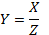 Y = X/Z